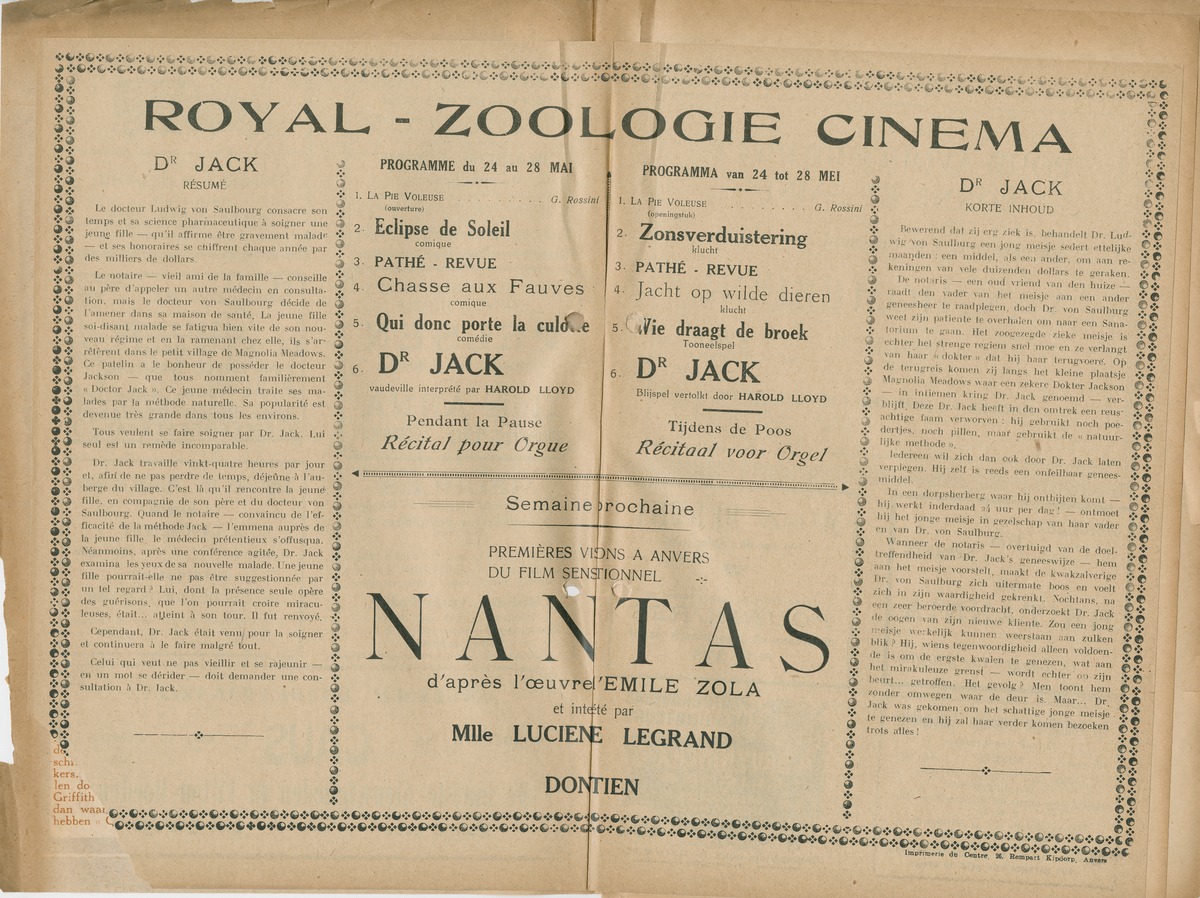 ROYAL - ZOOLOGIE CINEMA
DR JACK
RÉSUMÉ
Le docteur Ludwig von Saulbourg consacre son
temps et sa science pharmaceutique à soigner une
jeune fille — qu'il affirme être gravement malade
— et ses honoraires se chiffrent chaque année par
des milliers de dollars.
Le notaire — vieil ami de la famille — conseille
au père d'appeler un autre médecin en consulta-
tion, mais le docteur von Saulbourg décide de
l'amener dans sa maison de santé. La jeune fille
soi-disant malade se fatigua bien vite de son nou-
veau régime et en la ramenant chez elle, ils s'ar-
rêtèrent dans le petit village de Magnolia Meadows.
Ce patelin a le bonheur de posséder le docteur
Jackson — que tous nomment familièrement
« Doctor Jack ». Ce jeune médecin traite ses ma-
lades par la méthode naturelle. Sa popularité est
devenue très grande dans tous les environs.
Tous veulent se faire soigner par Dr. Jack. Lui
seul est un remède incomparable.
Dr. Jack travaille vinkt-quatre heures par jour
et, afin de ne pas perdre de temps, déjeûne à l'au-
berge du village. C'est là qu'il rencontre la jeune
fille, en compagnie de son père et du docteur von
Saulbourg. Quand le notaire — convaincu de l'ef-
ficacité de la méthode Jack — l'emmena auprès de
la jeune fille, le médecin prétentieux s'offusqua.
Néanmoins, après une conférence agitée, Dr. Jack
examina les yeux de sa nouvelle malade. Une jeune
fille pourrait-elle ne pas être suggestionnée par
un tel regard ? Lui, dont la présence seule opère
des guérisons, que l'on pourrait croire miracu-
leuses, était... atteint à son tour. Il fut renvoyé.
Cependant, Dr. Jack était venu pour la soigner
et continuera à le faire malgré tout.
Celui qui veut ne pas vieillir et se rajeunir —
en un mot se dérider — doit demander une con-
sultation à Dr. Jack.
schi
kers,
len do
Griffith
dan waar
hebben «
PROGRAMME du 24 au 28 MAI
1. LA PIE VOLEUSE . . . . . G. Rossini
(ouverture)
2. Eclipse de Soleil
comique
3. PATHÉ - REVUE
4. Chasse aux Fauves
comique
5. Qui donc porte la culotte
comédie
6. DR JACK
vaudeville interprété par HAROLD LLOYD
Pendant la Pause
Récital pour Orgue
PROGRAMMA van 24 tot 28 MEI
1. LA PIE VOLEUSE . . . . . G. Rossini
(openingstuk)
2. Zonsverduistering
klucht
3. PATHÉ - REVUE
4. Jacht op wilde dieren
klucht
5. Wie draagt de broek
Tooneelspel
6. DR JACK
Blijspel vertolkt door HAROLD LLOYD
Tijdens de Poos
Récitaal voor Orgel
Semaine prochaine
PREMIÈRES VI ONS A ANVERS
DU FILM SENS TIONNEL
NANTAS
d'après l'œuvre 'EMILE ZOLA
et inte té par
Mlle LUCIENE LEGRAND
DON TIEN
DR JACK
KORTE INHOUD
Bewerend dat zij erg ziek is, behandelt Dr. Lud-
wig von Saulburg een jong meisje sedert ettelijke
maanden : een middel, als een ander, om aan re-
keningen van vele duizenden dollars te geraken.
De notaris — een oud vriend van den huize —
raadt den vader van het meisje aan een ander
geneesheer te raadplegen, doch Dr. von Saulburg
weet zijn patiente te overhalen om naar een Sana-
torium te gaan. Het zoogezegde zieke meisje is
echter het strenge regiem snel moe en ze verlangt
van haar « dokter » dat hij haar terugvoere. Op
de terugreis komen zij langs het kleine plaatsje
Magnolia Meadows waar een zekere Dokter Jackson
— in intiemen kring Dr. Jack genoemd — ver-
blijft. Deze Dr. Jack heeft in den omtrek een reus-
achtige faam verworven : hij gebruikt noch poe-
dertjes, noch pillen, maar gebruikt de « natuur-
lijke methode ».
Iedereen wil zich dan ook door Dr. Jack laten
verplegen. Hij zelf is reeds een onfeilbaar genees-
middel.
In een dorpsherberg waar hij ontbijten komt —
hij werkt inderdaad 24 uur per dag ! — ontmoet
hij het jonge meisje in gezelschap van haar vader
en van Dr. von Saulburg.
Wanneer de notaris — overtuigd van de doel-
treffendheid van Dr. Jack's geneeswijze — hem
aan het meisje voorstelt, maakt de kwakzalverige
Dr. von Saulburg zich uitermate boos en voelt
zich in zijn waardigheid gekrenkt. Nochtans, na
een zeer beroerde voordracht, onderzoekt Dr. Jack
de oogen van zijn nieuwe kliente. Zou een jong
meisje werkelijk kunnen weerstaan aan zulken
blik ? Hij, wiens tegenwoordigheid alleen voldoen-
de is om de ergste kwalen te genezen, wat aan
het mirakuleuze grenst — wordt echter op zijn
beurt... getroffen. Het gevolg ? Men toont hem
zonder omwegen waar de deur is. Maar... Dr.
Jack was gekomen om het schattige jonge meisje
te genezen en hij zal haar verder komen bezoeken
trots alles !
Imprimerie du Centre, 26, Rempart Kipdorp, Anvers